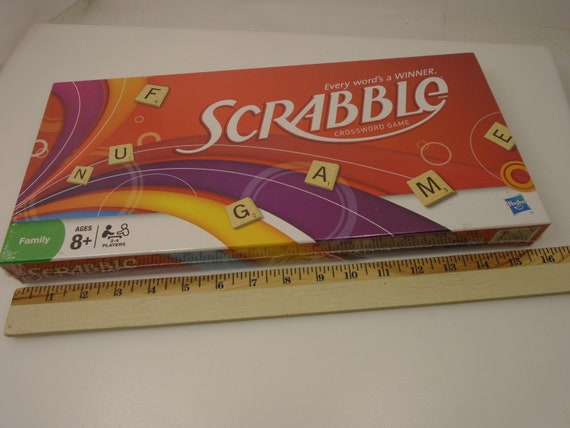 Every word's a WINNER.
SCRABBLE
CROSSWORD GAME
F
U
N
G
A
M
E
Family
AGES
8+
2-4
PLAYERS
Hasbro
SCRABBLE
1 2 3 4 5 6 7 8 9 10 11 12 13 14 15 16